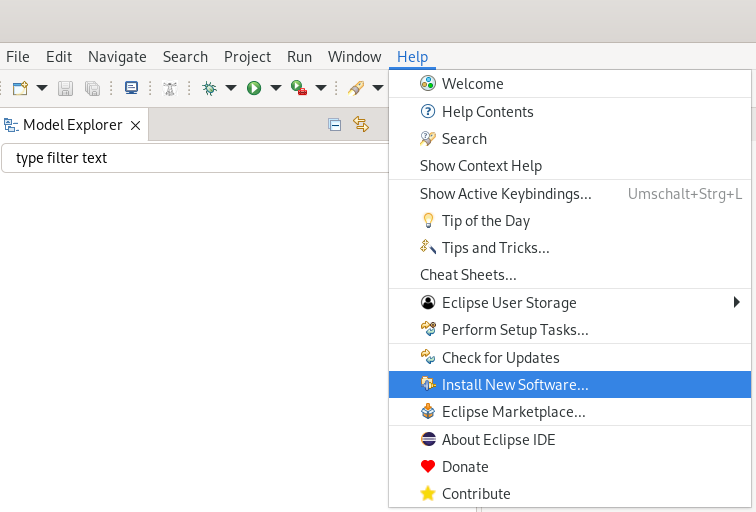 File Edit Navigate Search Project Run Window Help
Model Explorer
type filter text
Welcome
Help Contents
Search
Show Context Help
Show Active Keybindings... Umschalt+Strg+L
Tip of the Day
Tips and Tricks...
Cheat Sheets...
Eclipse User Storage
Perform Setup Tasks...
Check for Updates
Install New Software...
Eclipse Marketplace...
About Eclipse IDE
Donate
Contribute